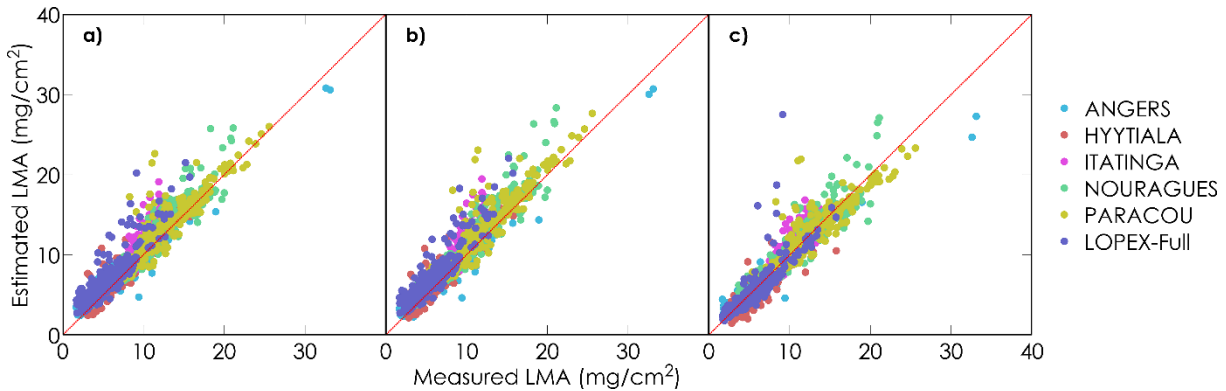 40
30
20
10
0
Estimated LMA (mg/cm²)
a)
b)
c)
0
10
20
30
0
10
20
30
0
10
20
30
40
Measured LMA (mg/cm²)
ANGERS
HYYTIALA
ITATINGA
NOURAGUES
PARACOU
LOPEX-Full